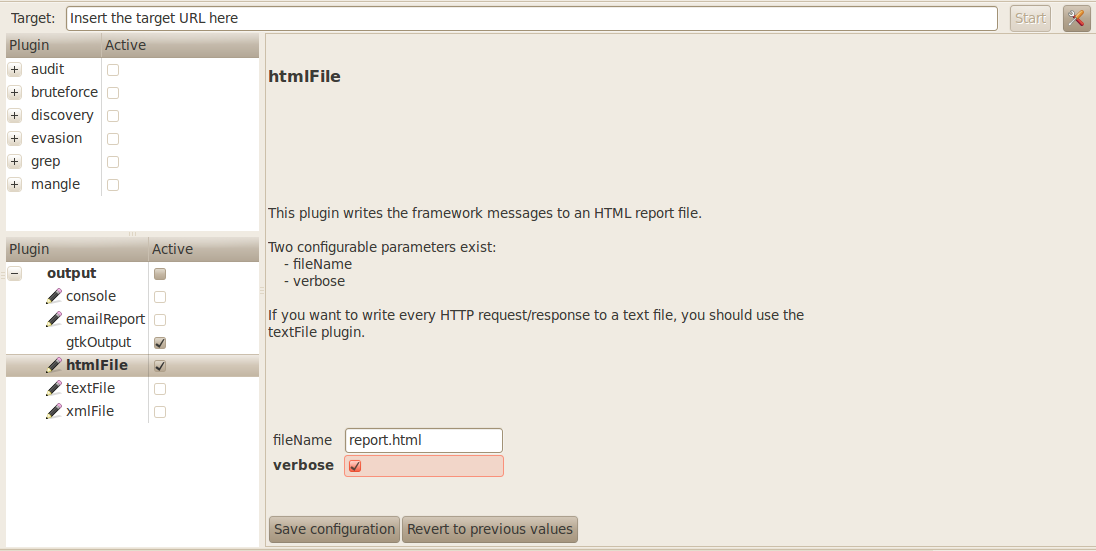 Target: Insert the target URL here Start
Plugin Active
audit
bruteforce
discovery
evasion
grep
mangle
Plugin Active
output
console
emailReport
gtkOutput
htmlFile
textFile
xmlFile
htmlFile
This plugin writes the framework messages to an HTML report file.
Two configurable parameters exist:
- fileName
- verbose
If you want to write every HTTP request/response to a text file, you should use the
textFile plugin.
fileName report.html
verbose
Save configuration Revert to previous values